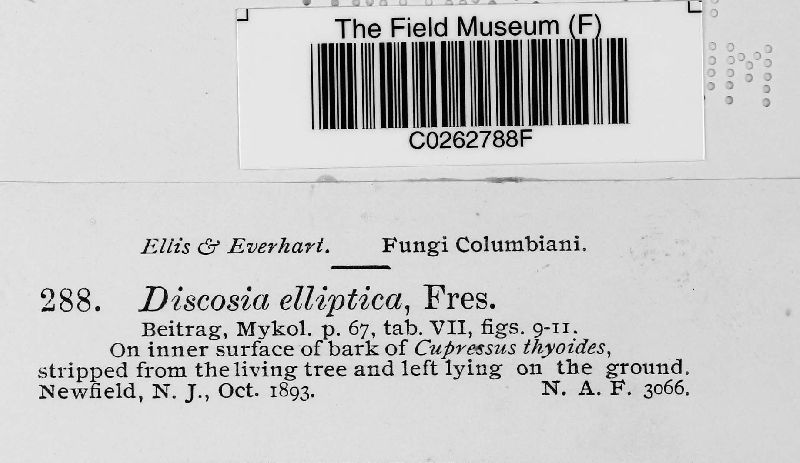 The Field Museum (F)
C0262788F
Ellis & Everhart. Fungi Columbiani.
288. Discosia elliptica, Fres.
Beitrag, Mykol. p. 67, tab. VII, figs. 9-11.
On inner surface of bark of Cupressus thyoides,
stripped from the living tree and left lying on the ground.
Newfield, N. J., Oct. 1893. N. A. F. 3066.